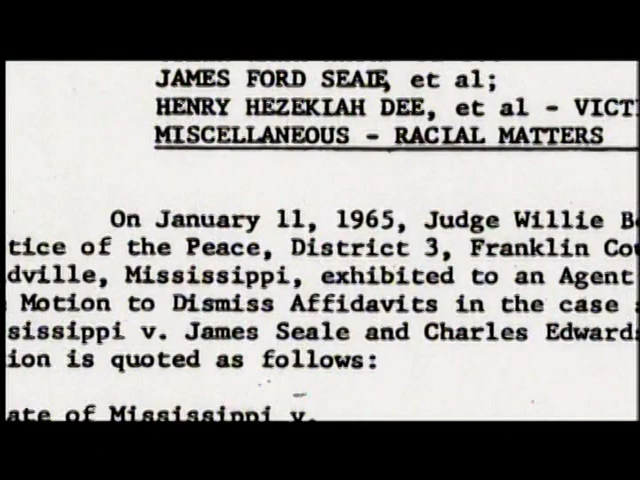 JAMES FORD SEALE, et al;
HENRY HEZEKIAH DEE, et al - VICT
MISCELLANEOUS - RACIAL MATTERS
On January 11, 1965, Judge Willie B
tice of the Peace, District 3, Franklin Co
dville, Mississippi, exhibited to an Agent
Motion to Dismiss Affidavits in the case
sissippi v. James Seale and Charles Edward
ion is quoted as follows:
ate of Mississippi v.